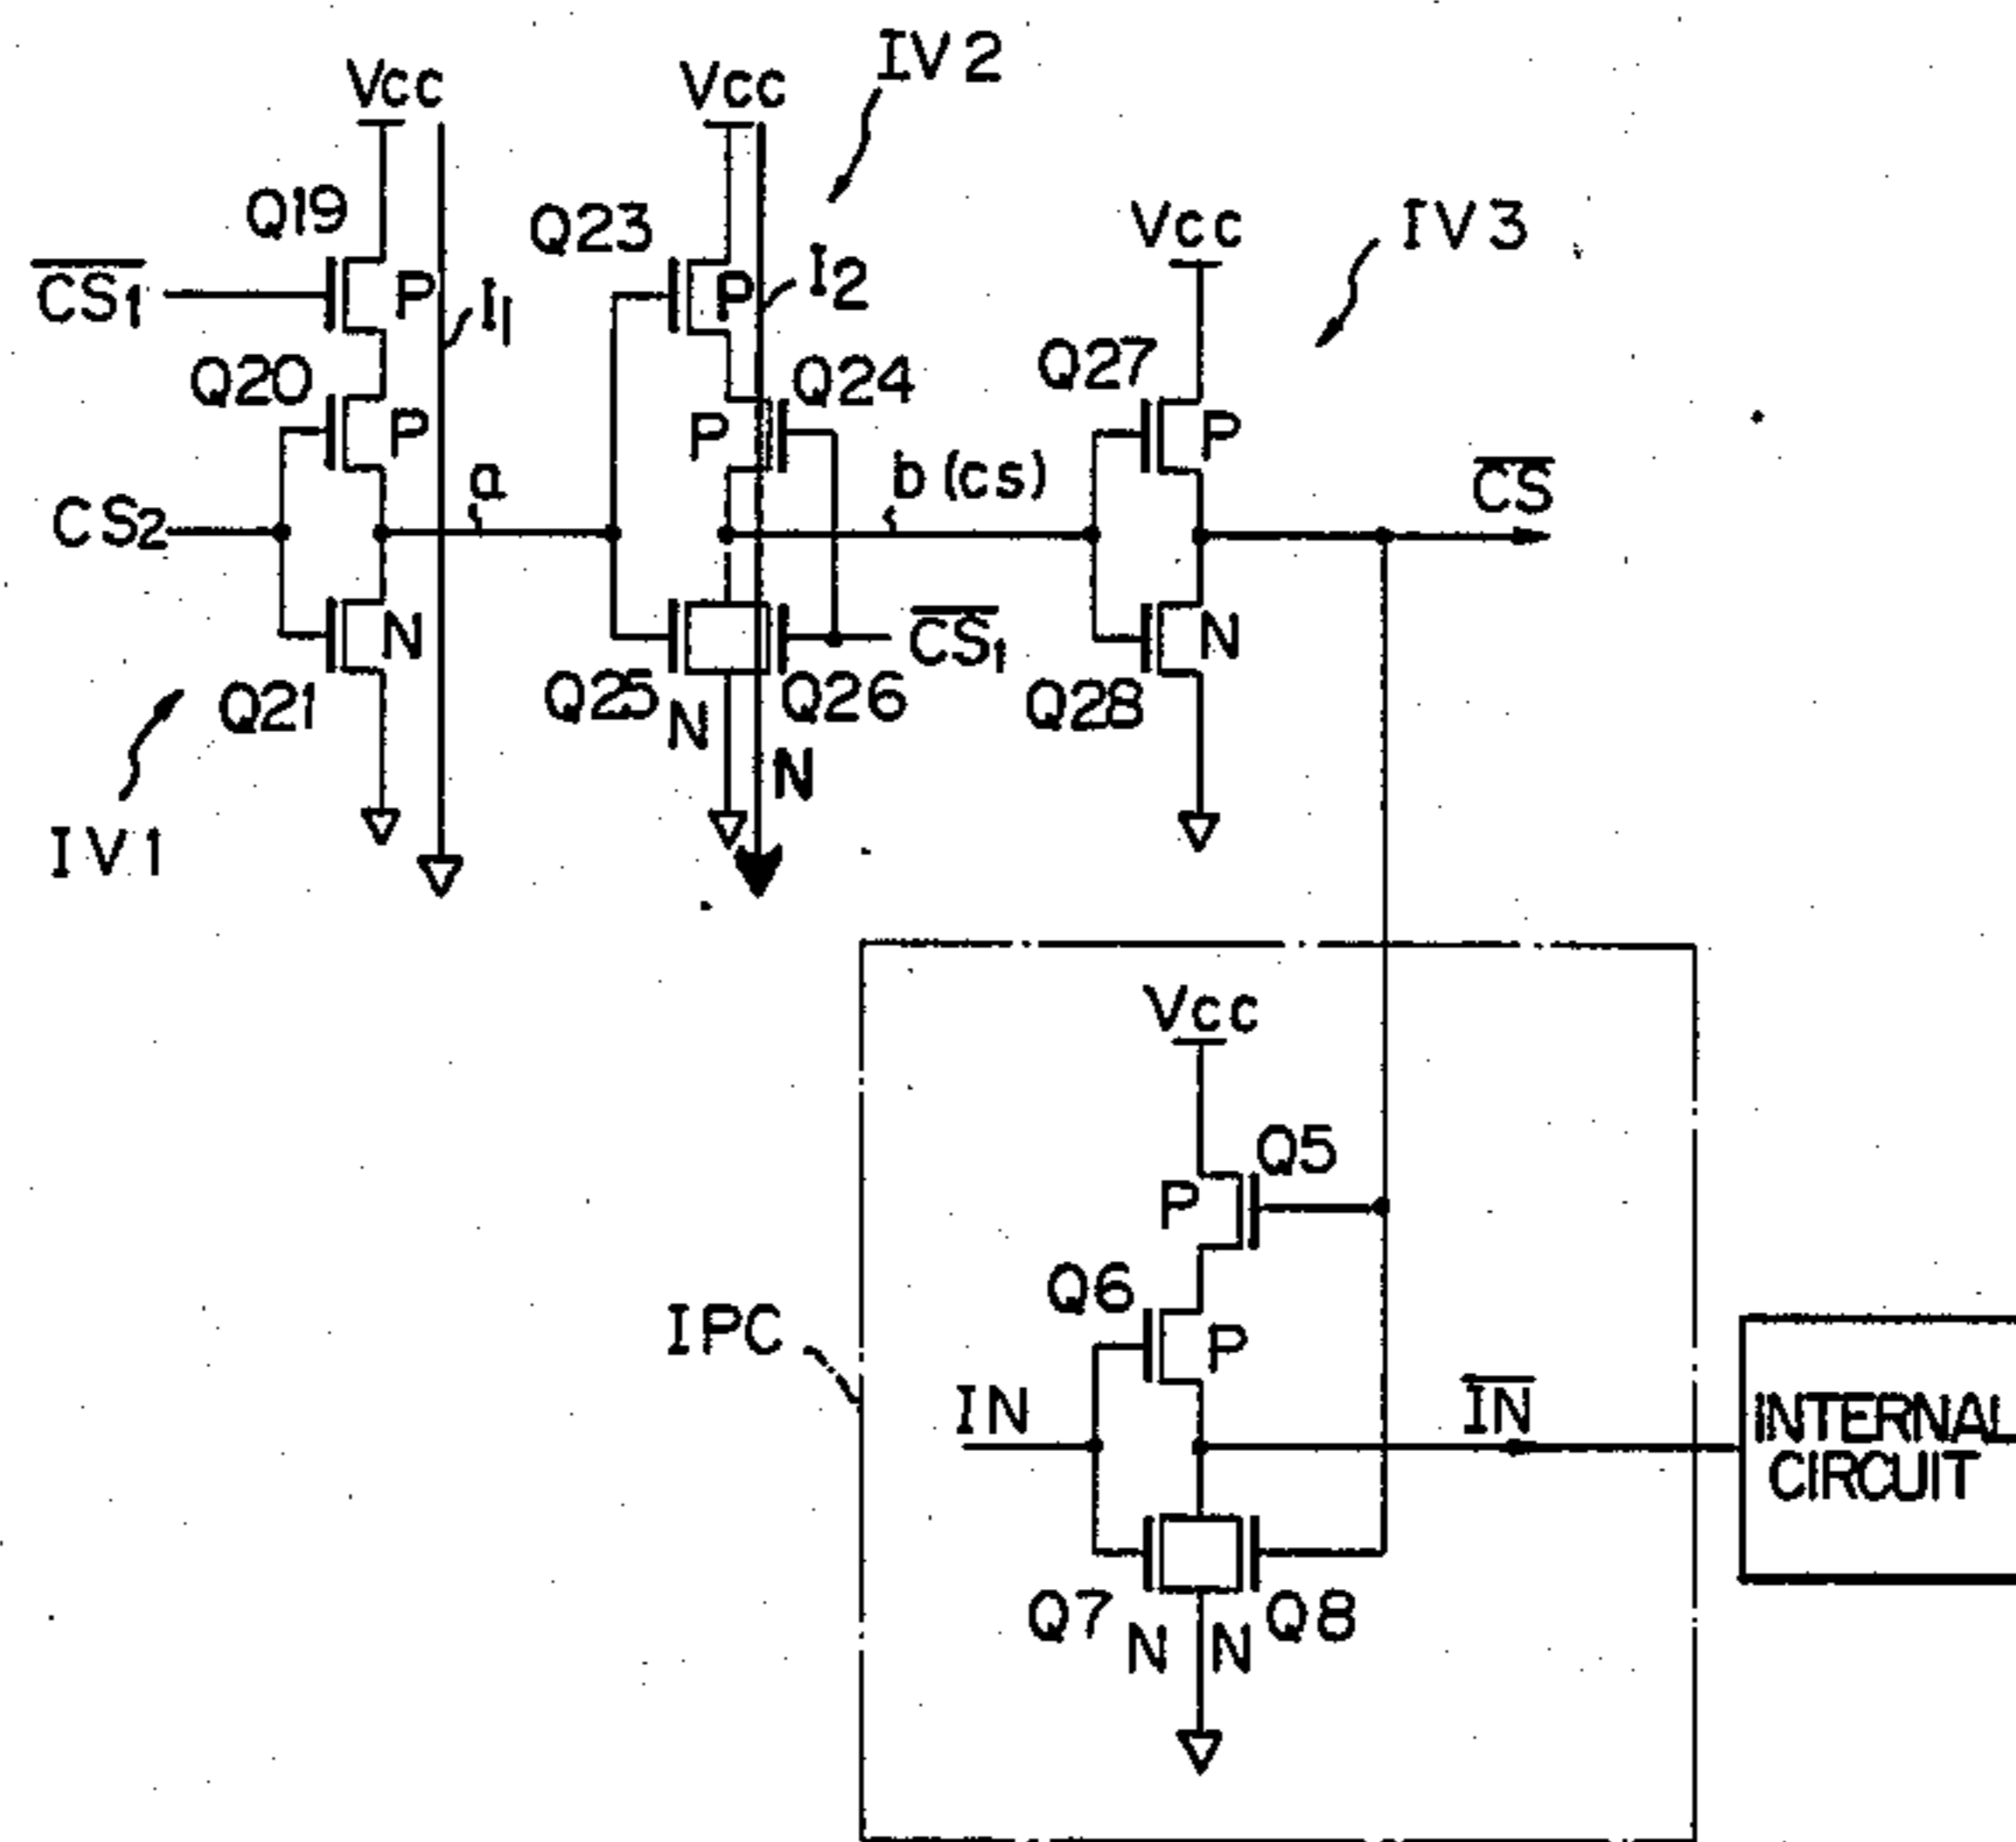 IV2
Vcc
Vcc
Q19
Q23
Vcc
IV3
CS1
P
I1
P
I2
Q20
Q24
Q27
P
P
P
CS2
a
b (cs)
CS
N
CS1
N
Q21
Q25
N
Q26
Q28
N
IV1
Vcc
Q5
P
Q6
IPC
P
IN
IN
INTERNAL
CIRCUIT
Q7
N
N
Q8